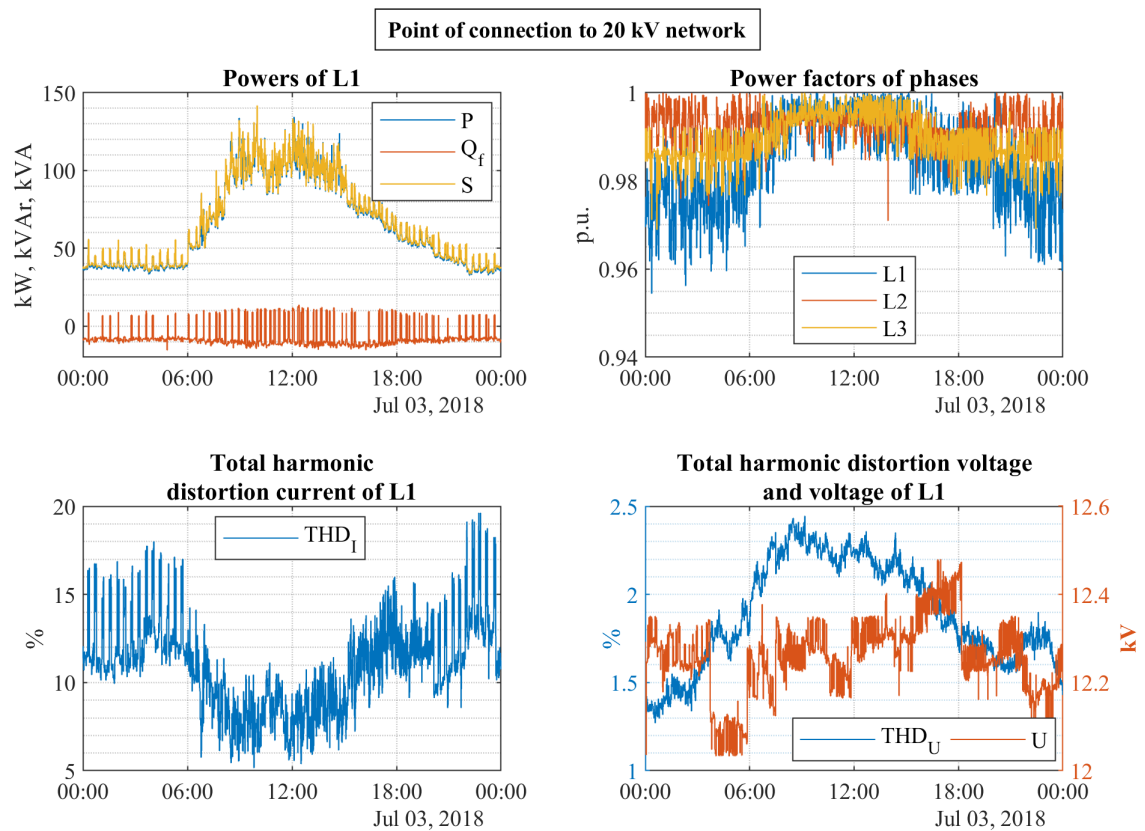 Point of connection to 20 kV network
Powers of L1
kW, kVAr, kVA
150
100
50
0
P
Q_f
S
00:00 06:00 12:00 18:00 00:00
Jul 03, 2018
Power factors of phases
p.u.
1
0.98
0.96
0.94
L1
L2
L3
00:00 06:00 12:00 18:00 00:00
Jul 03, 2018
Total harmonic
distortion current of L1
%
20
15
10
5
THD_I
00:00 06:00 12:00 18:00 00:00
Jul 03, 2018
Total harmonic distortion voltage
and voltage of L1
%
2.5
2
1.5
1
12.6
12.4
12.2
12
kV
THD_U U
00:00 06:00 12:00 18:00 00:00
Jul 03, 2018